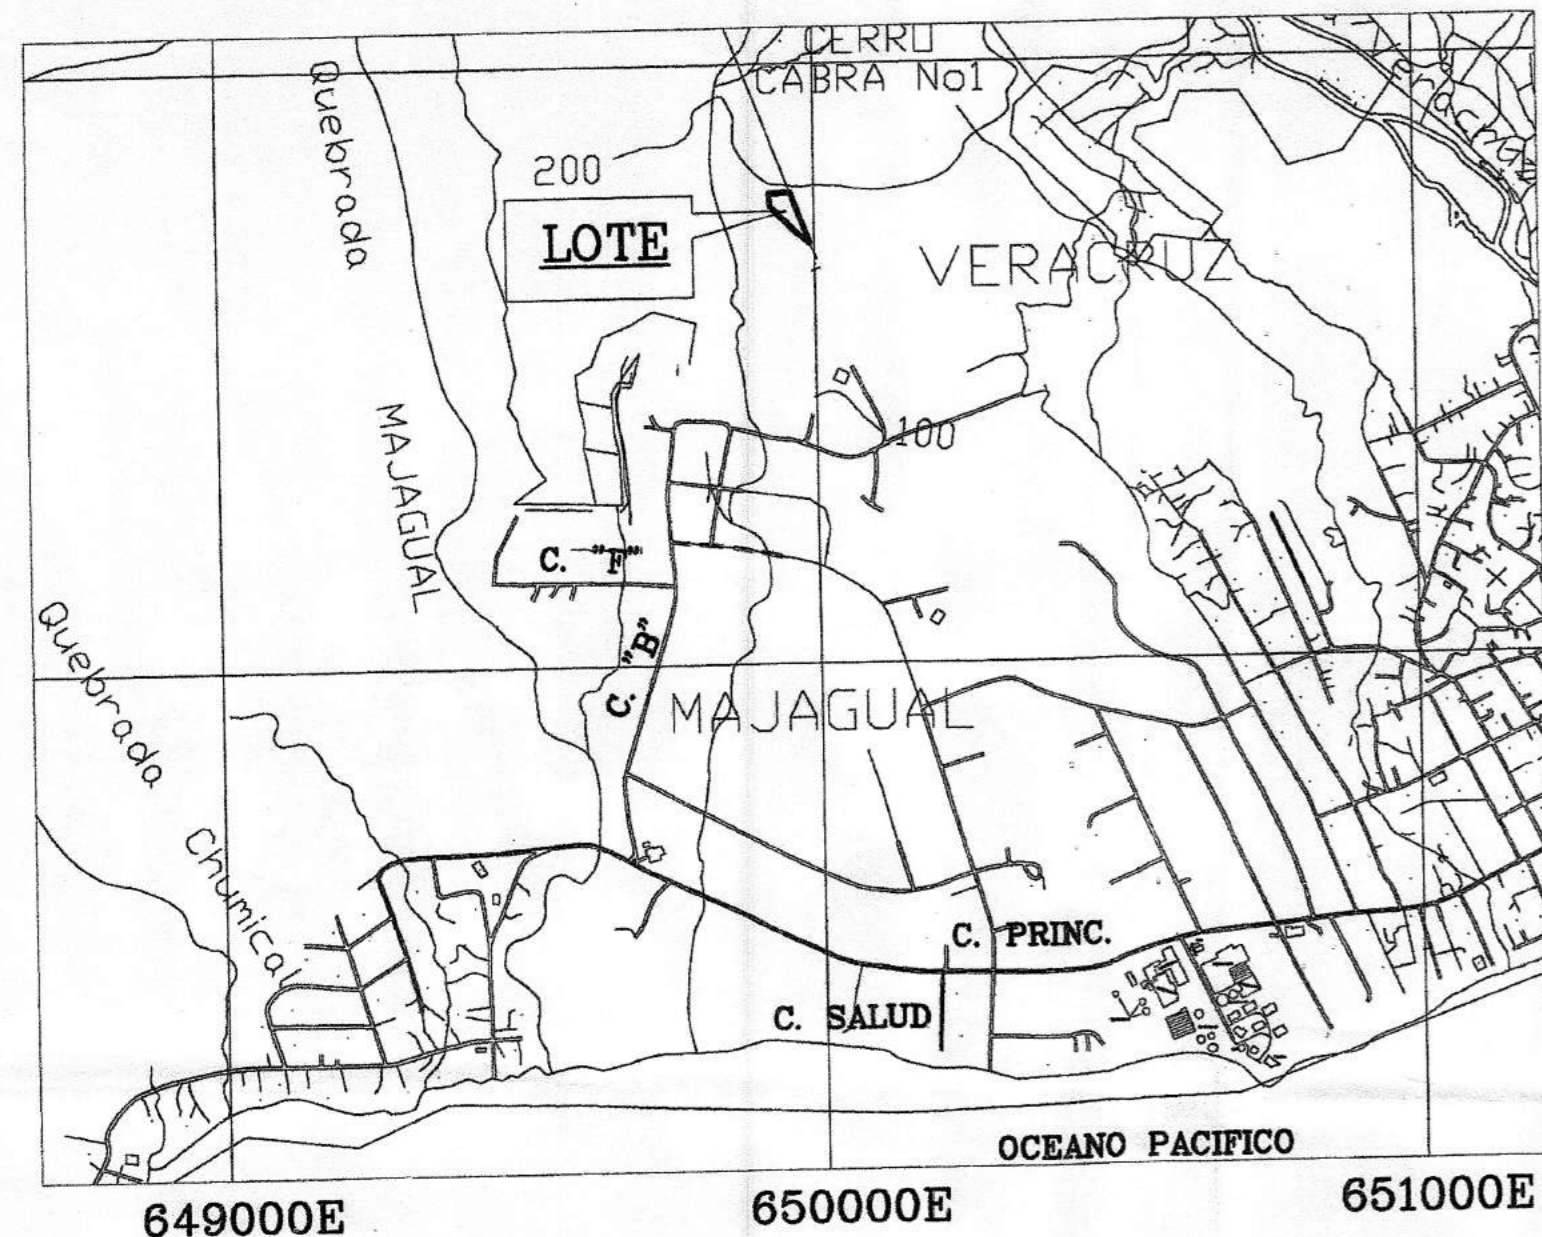 CERRO
CABRA No1
Quebrada
200
LOTE
VERACRUZ
MAJAGUAL
100
C. "F"
Quebrada
C. "B"
MAJAGUAL
Chumical
C. PRINC.
C. SALUD
OCEANO PACIFICO
649000E
650000E
651000E